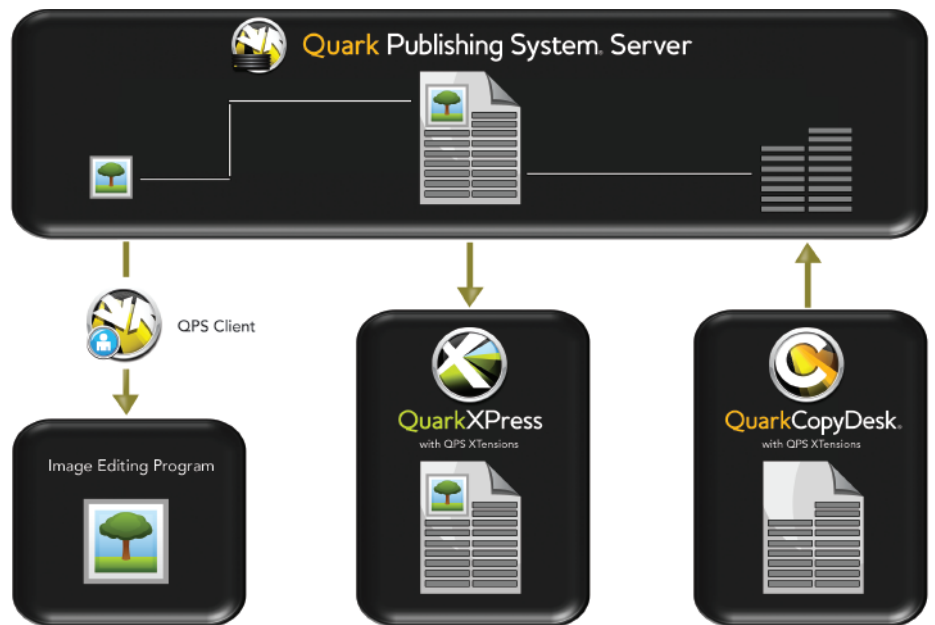 Quark Publishing System® Server
QPS Client
Image Editing Program
QuarkXPress
with QPS XTensions
QuarkCopyDesk®
with QPS XTensions